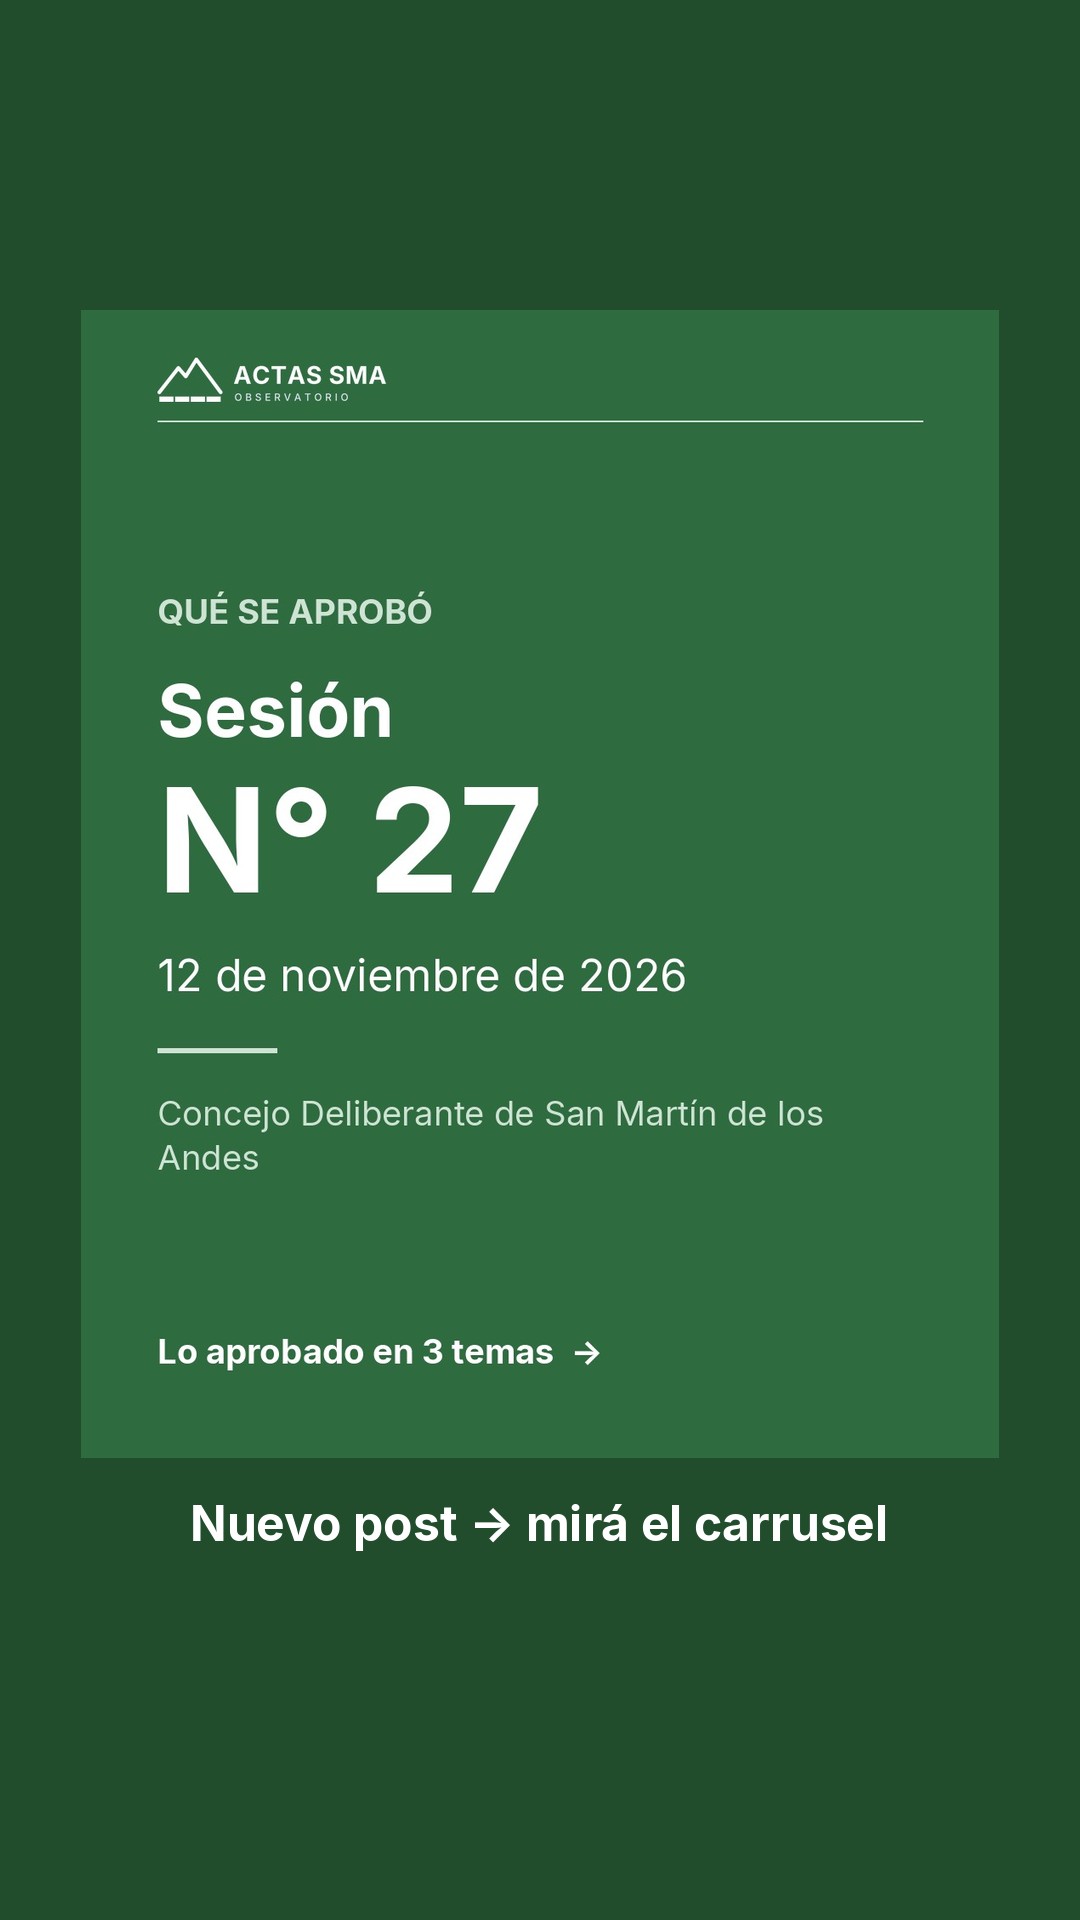 ACTAS SMA
OBSERVATORIO
QUÉ SE APROBÓ
Sesión
N° 27
12 de noviembre de 2026
Concejo Deliberante de San Martín de los
Andes
Lo aprobado en 3 temas →
Nuevo post → mirá el carrusel